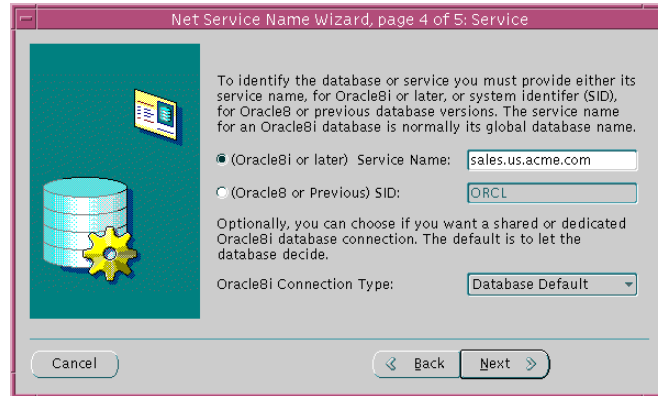 Net Service Name Wizard, page 4 of 5: Service
To identify the database or service you must provide either its
service name, for Oracle8i or later, or system identifer (SID),
for Oracle8 or previous database versions. The service name
for an Oracle8i database is normally its global database name.
(Oracle8i or later) Service Name: sales.us.acme.com
(Oracle8 or Previous) SID: ORCL
Optionally, you can choose if you want a shared or dedicated
Oracle8i database connection. The default is to let the
database decide.
Oracle8i Connection Type: Database Default
Cancel Back Next